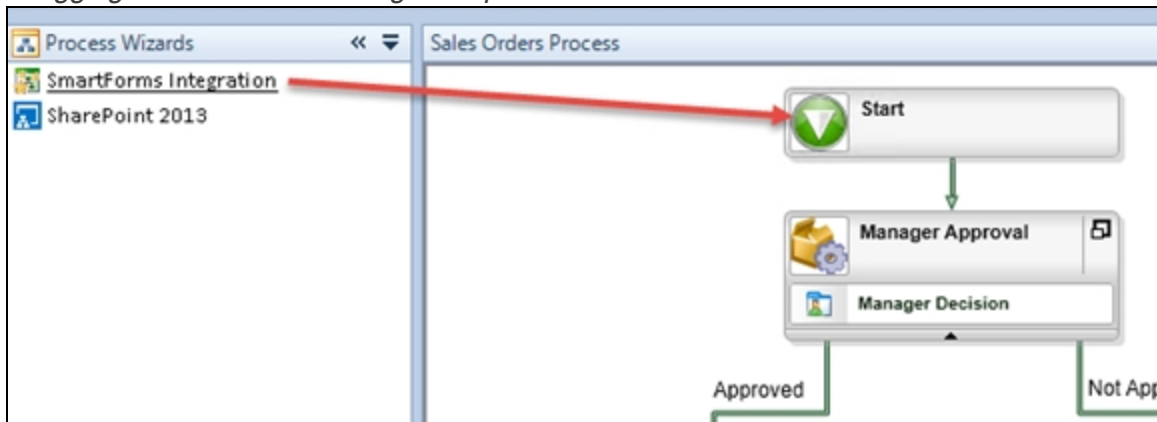 Process Wizards
SmartForms Integration
SharePoint 2013
Sales Orders Process
Start
Manager Approval
Manager Decision
Approved
Not App